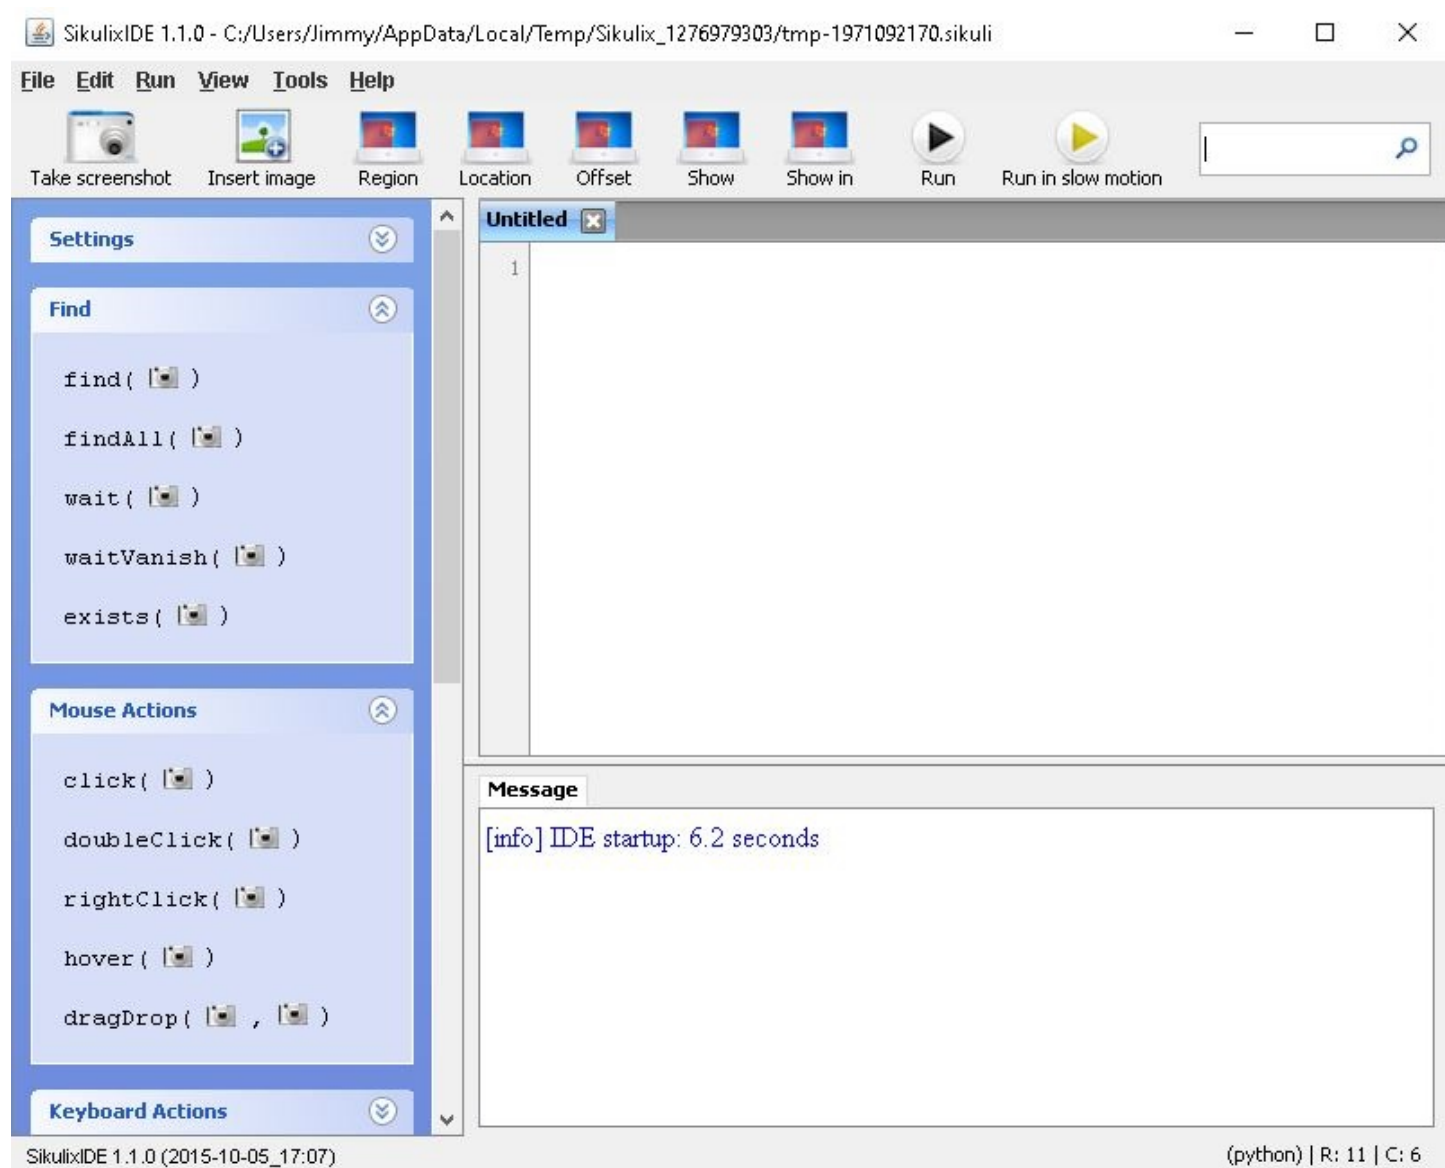 SikulixIDE 1.1.0 - C:/Users/Jimmy/AppData/Local/Temp/Sikulix_1276979303/tmp-1971092170.sikuli
File Edit Run View Tools Help
Take screenshot Insert image Region Location Offset Show Show in Run Run in slow motion
Settings
Find
find( )
findAll( )
wait( )
waitVanish( )
exists( )
Mouse Actions
click( )
doubleClick( )
rightClick( )
hover( )
dragDrop( , )
Keyboard Actions
Untitled
1
Message
[info] IDE startup: 6.2 seconds
SikulixIDE 1.1.0 (2015-10-05_17:07)
(python) | R: 11 | C: 6